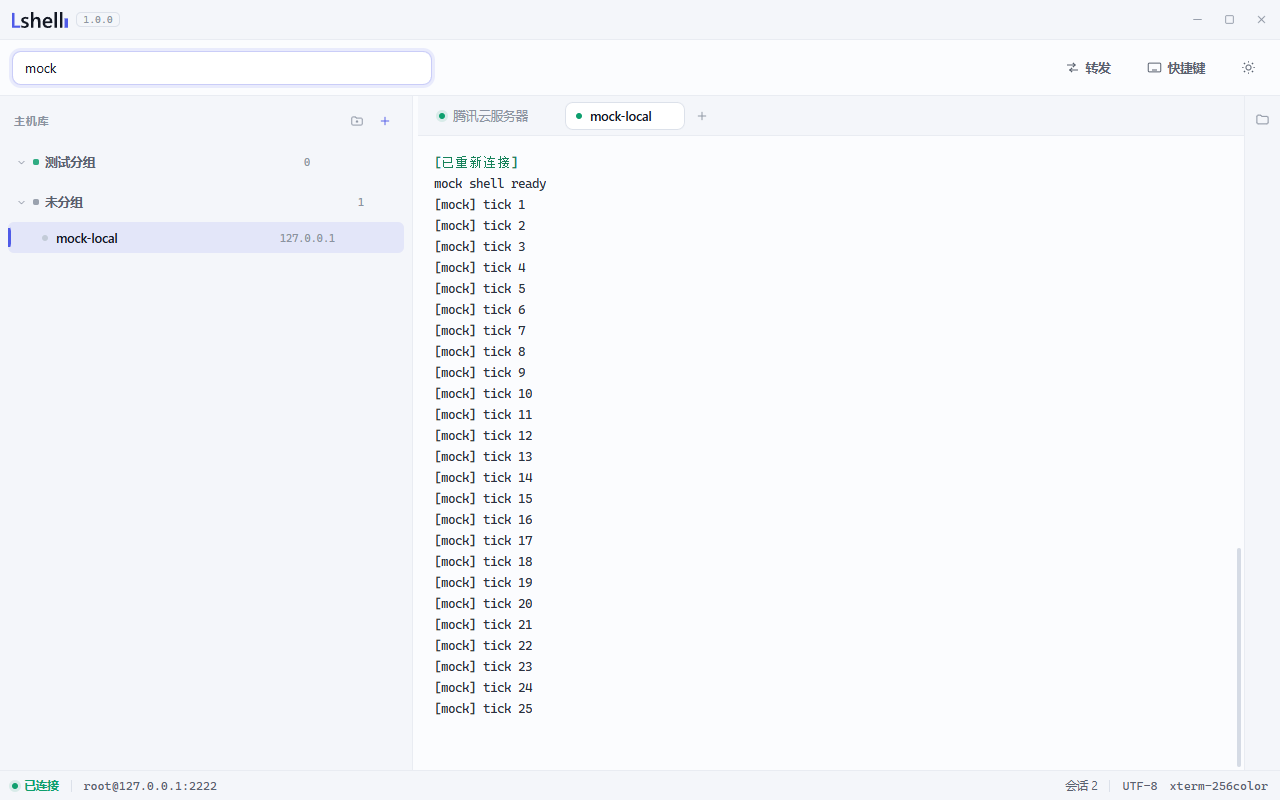 Lshell 1.0.0
mock
转发 快捷键
主机库
测试分组 0
未分组 1
mock-local 127.0.0.1
腾讯云服务器 mock-local
[已重新连接]
mock shell ready
[mock] tick 1
[mock] tick 2
[mock] tick 3
[mock] tick 4
[mock] tick 5
[mock] tick 6
[mock] tick 7
[mock] tick 8
[mock] tick 9
[mock] tick 10
[mock] tick 11
[mock] tick 12
[mock] tick 13
[mock] tick 14
[mock] tick 15
[mock] tick 16
[mock] tick 17
[mock] tick 18
[mock] tick 19
[mock] tick 20
[mock] tick 21
[mock] tick 22
[mock] tick 23
[mock] tick 24
[mock] tick 25
已连接 root@127.0.0.1:2222
会话 2 UTF-8 xterm-256color